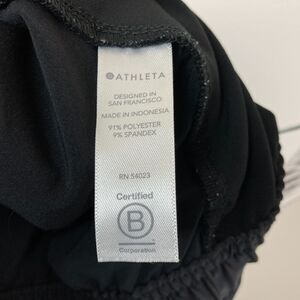 ATHLETA
DESIGNED IN
SAN FRANCISCO
MADE IN INDONESIA
91% POLYESTER
9% SPANDEX
RN 54023
Certified
B
Corporation